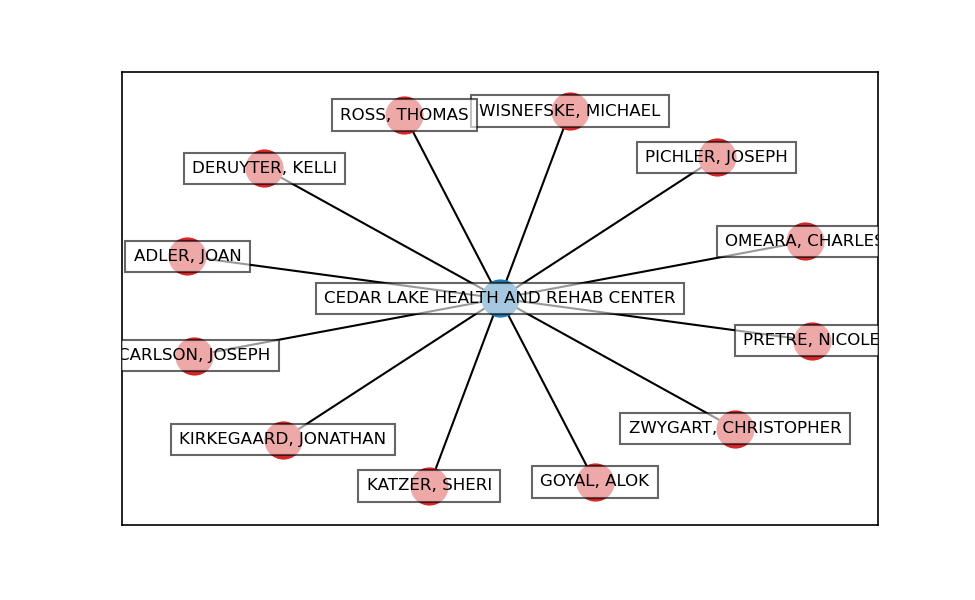 WISNEFSKE, MICHAEL
ROSS, THOMAS
PICHLER, JOSEPH
DERUYTER, KELLI
OMEARA, CHARLES
ADLER, JOAN
CEDAR LAKE HEALTH AND REHAB CENTER
PRETRE, NICOLE
CARLSON, JOSEPH
ZWYGART, CHRISTOPHER
KIRKEGAARD, JONATHAN
GOYAL, ALOK
KATZER, SHERI